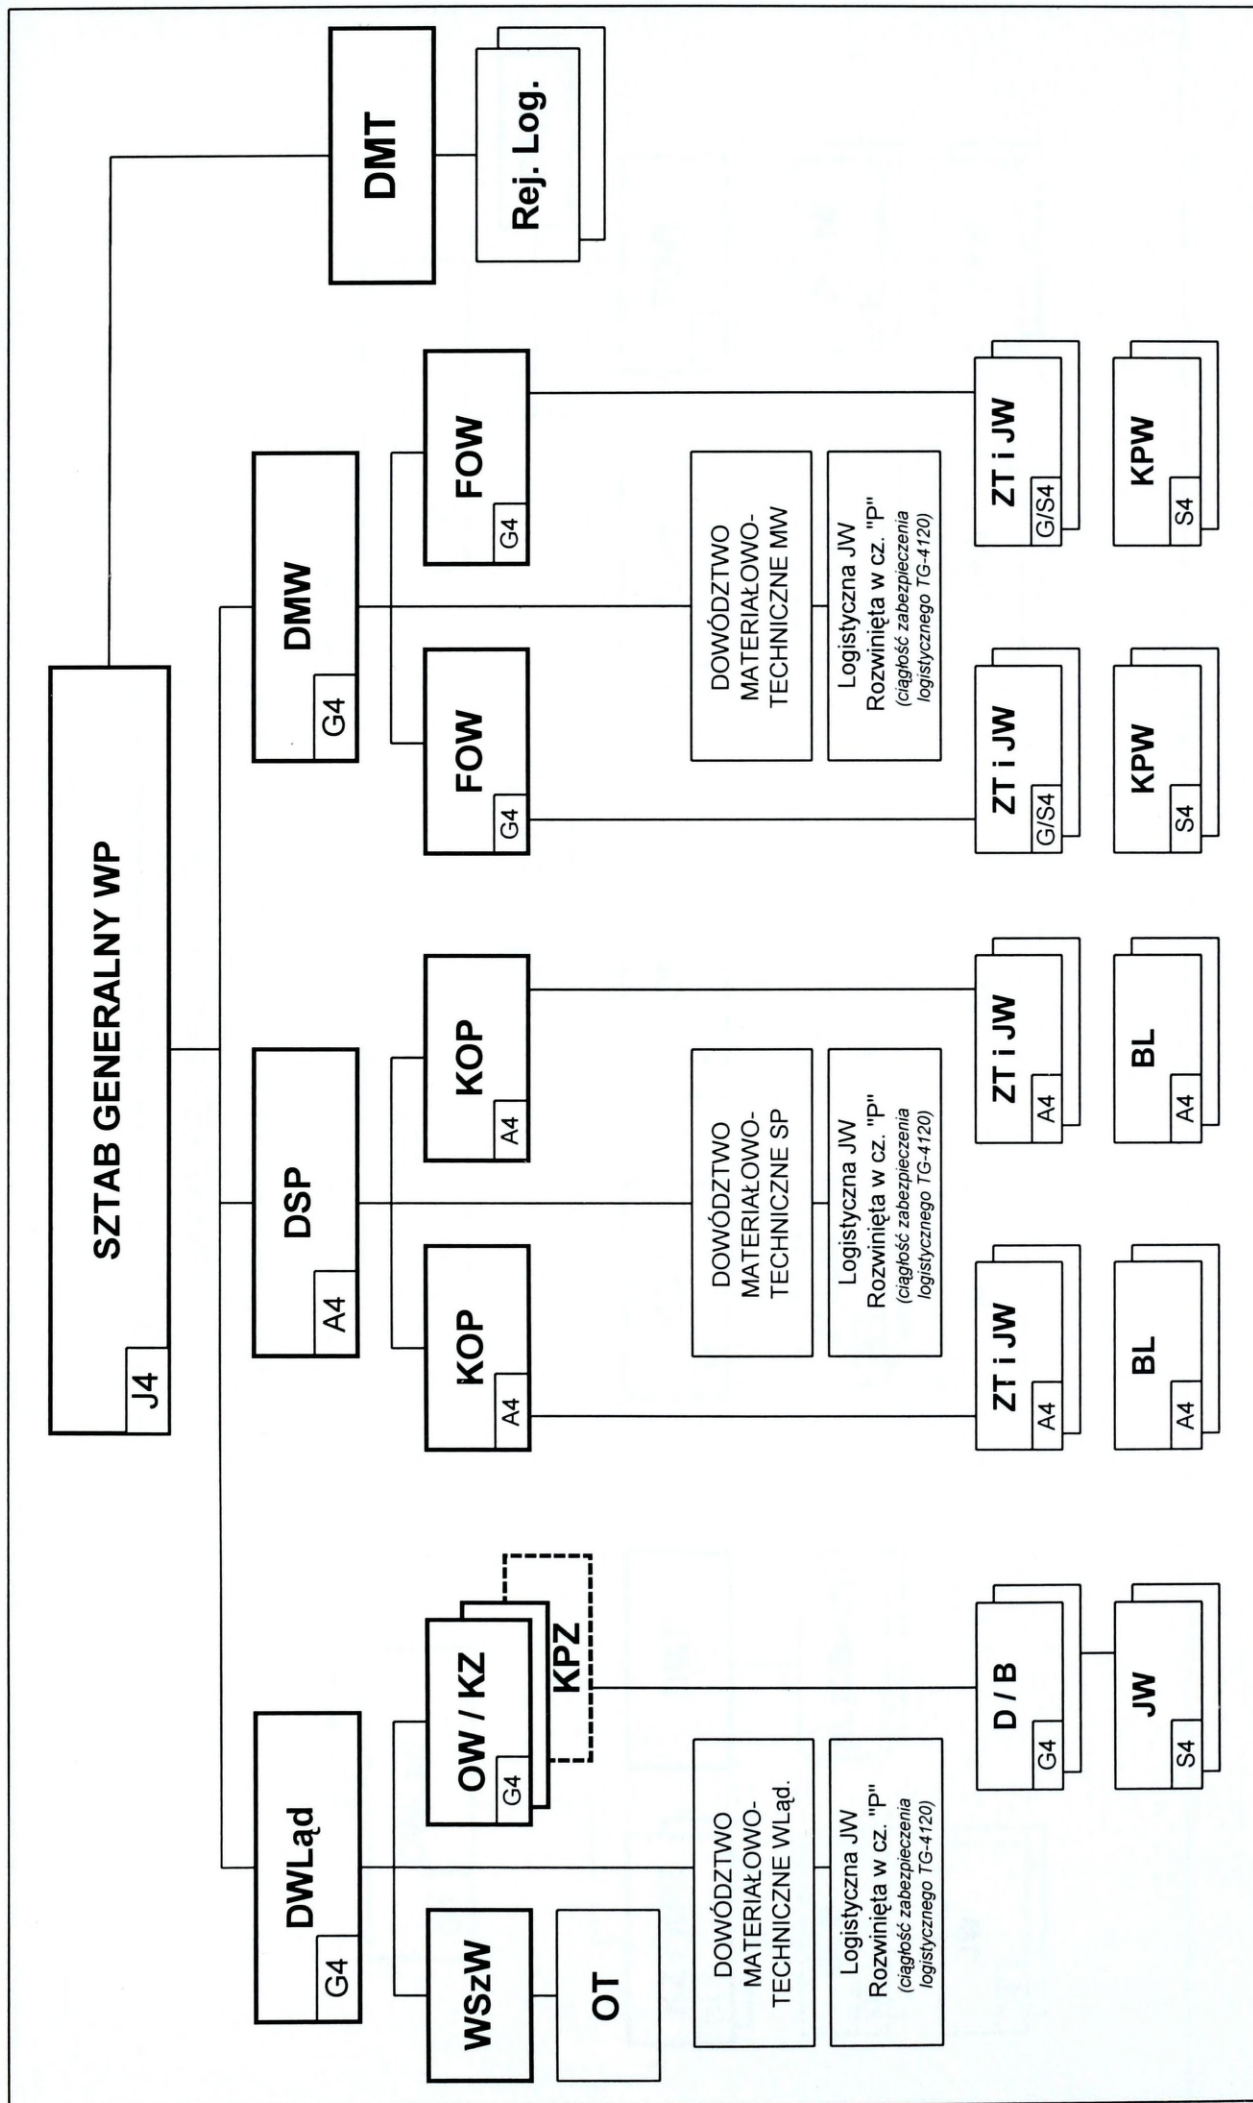 SZTAB GENERALNY WP
J4
DWLąd
G4
DSP
A4
DMW
G4
DMT
Rej. Log.
WSzW
OT
OW / KZ
G4
KPZ
KOP
A4
KOP
A4
FOW
G4
FOW
G4
DOWÓDZTWO
MATERIAŁOWO-
TECHNICZNE WLąd.
Logistyczna JW
Rozwinięta w cz. "P"
(ciągłość zabezpieczenia
logistycznego TG-4120)
DOWÓDZTWO
MATERIAŁOWO-
TECHNICZNE SP
Logistyczna JW
Rozwinięta w cz. "P"
(ciągłość zabezpieczenia
logistycznego TG-4120)
DOWÓDZTWO
MATERIAŁOWO-
TECHNICZNE MW
Logistyczna JW
Rozwinięta w cz. "P"
(ciągłość zabezpieczenia
logistycznego TG-4120)
D / B
G4
ZT i JW
A4
ZT i JW
A4
ZT i JW
G/S4
ZT i JW
G/S4
JW
S4
BL
A4
BL
A4
KPW
S4
KPW
S4